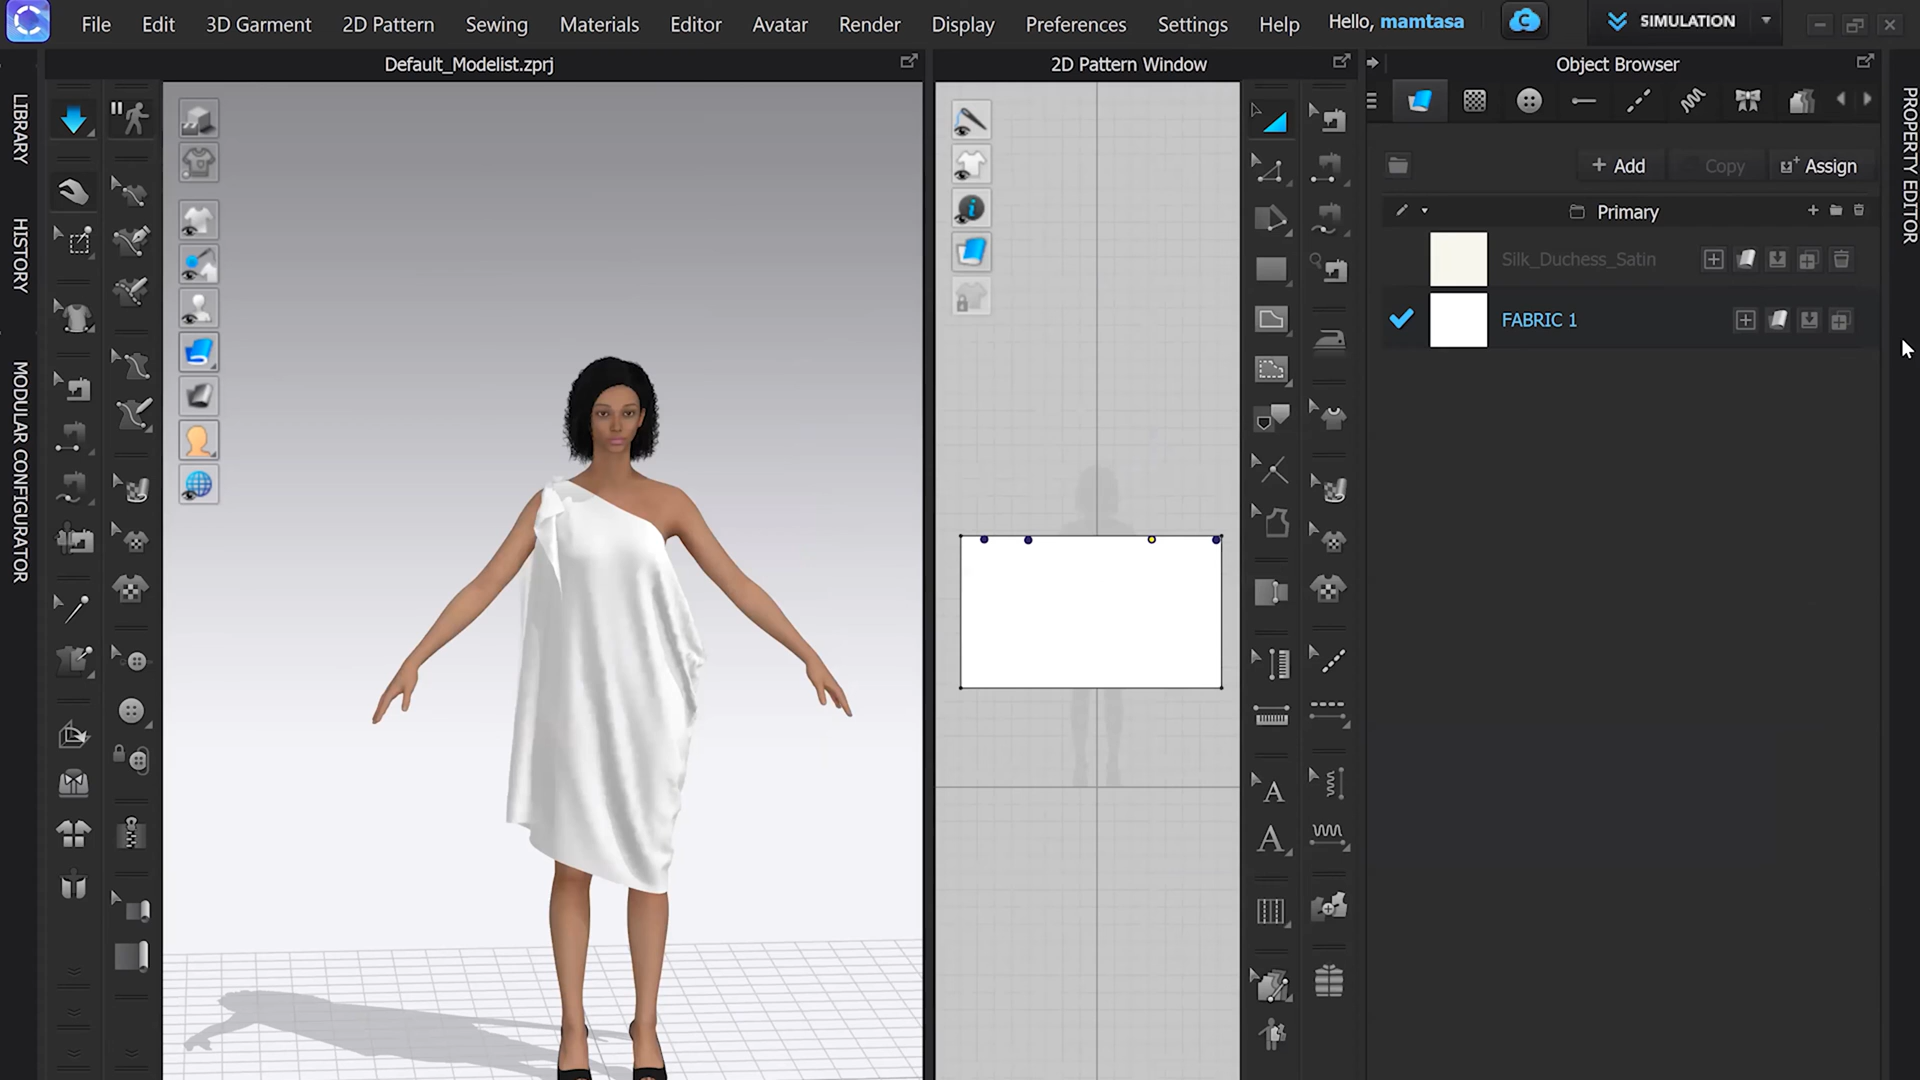 File Edit 3D Garment 2D Pattern Sewing Materials Editor Avatar Render Display Preferences Settings Help Hello, mamtasa SIMULATION
Default_Modelist.zprj
2D Pattern Window
Object Browser
LIBRARY
HISTORY
MODULAR CONFIGURATOR
PROPERTY EDITOR
+ Add Copy Assign
Primary
Silk_Duchess_Satin
FABRIC 1